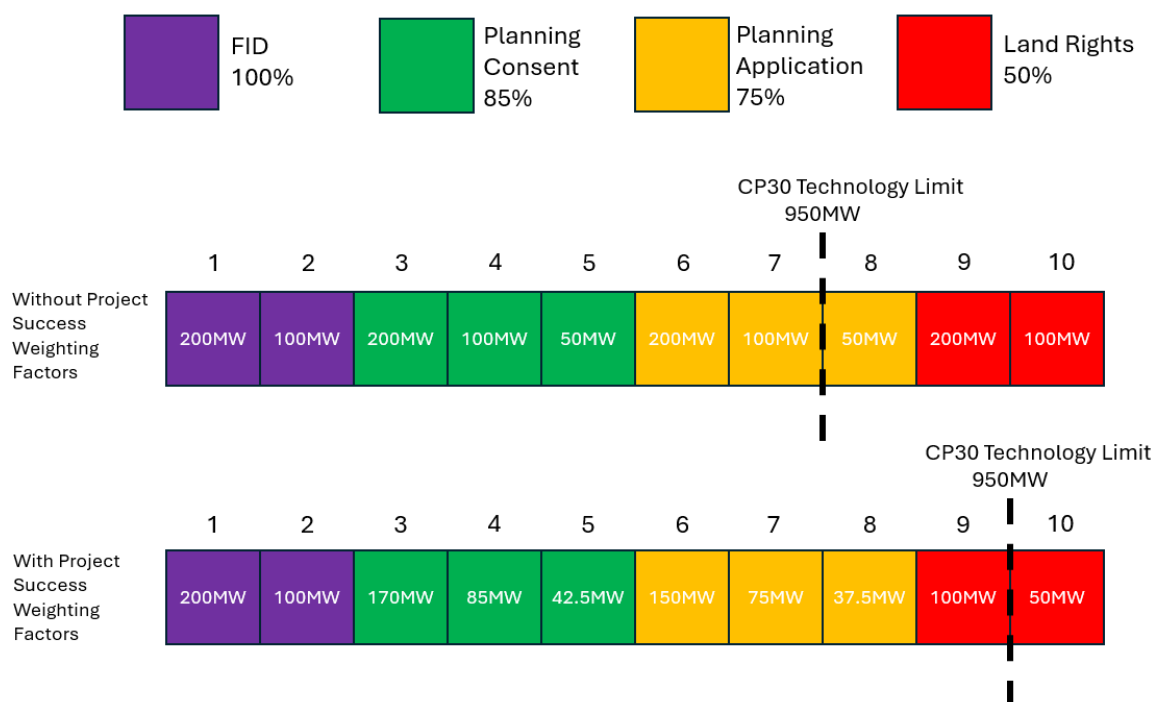 FID
100%
Planning
Consent
85%
Planning
Application
75%
Land Rights
50%
CP30 Technology Limit
950MW
1 2 3 4 5 6 7 8 9 10
Without Project
Success
Weighting
Factors
200MW 100MW 200MW 100MW 50MW 200MW 100MW 50MW 200MW 100MW
CP30 Technology Limit
950MW
1 2 3 4 5 6 7 8 9 10
With Project
Success
Weighting
Factors
200MW 100MW 170MW 85MW 42.5MW 150MW 75MW 37.5MW 100MW 50MW